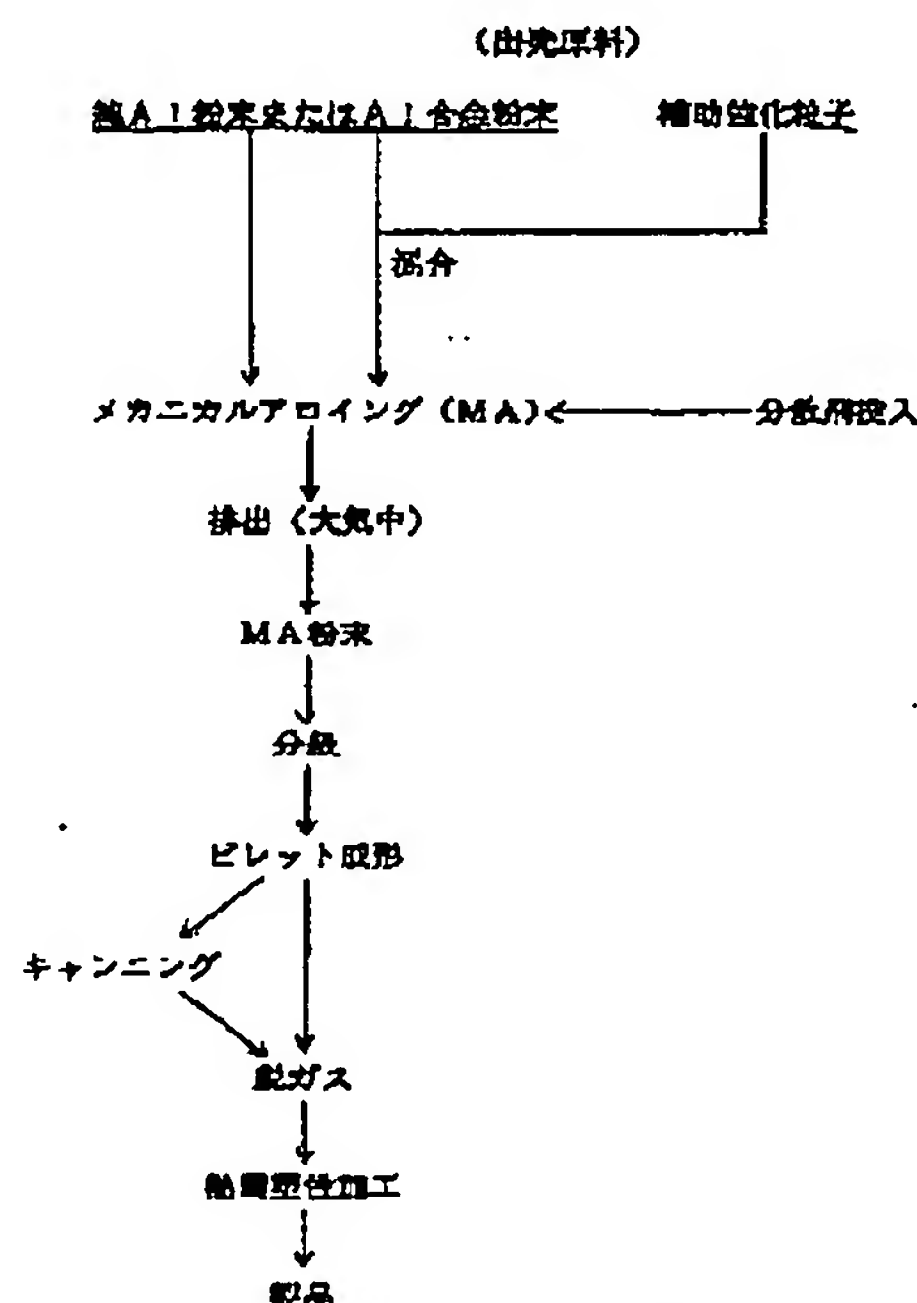 (出発原料)
純Al粉末またはAl合金粉末 補助強化粒子
混合
メカニカルアロイング(MA) 分散剤投入
排出(大気中)
MA粉末
分級
ビレット成形
キャンニング
脱ガス
熱間塑性加工
製品